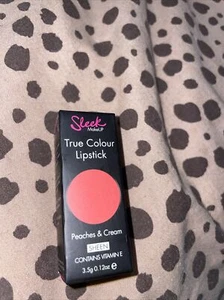 Sleek
MakeUP
True Colour
Lipstick
Peaches & Cream
SHEEN
CONTAINS VITAMIN E
3.5g 0.12oz e